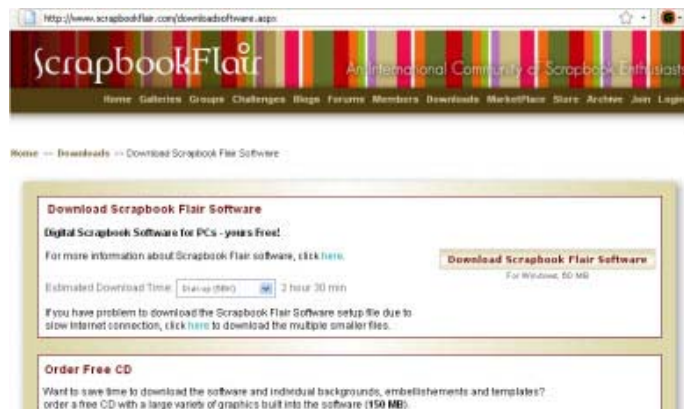 http://www.scrapbookflair.com/downloadsoftware.aspx
ScrapbookFlair
An International Community of Scrapbook Enthusiasts
Home Galleries Groups Challenges Blogs Forums Members Downloads MarketPlace Store Archive Join Login
Home >> Downloads >> Download Scrapbook Flair Software
Download Scrapbook Flair Software
Digital Scrapbook Software for PCs - yours Free!
For more information about Scrapbook Flair software, click here.
Download Scrapbook Flair Software
For Windows, 60 MB
Estimated Download Time: 2 hour 30 min
If you have problem to download the Scrapbook Flair Software setup file due to
slow Internet connection, click here to download the multiple smaller files.
Order Free CD
Want to save time to download the software and individual backgrounds, embellishements and templates?
order a free CD with a large variety of graphics built into the software (150 MB).